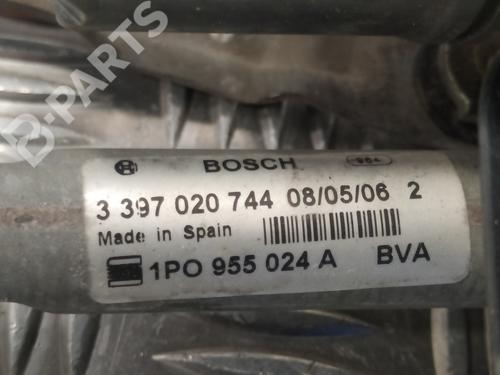 B-PARTS
BOSCH
3 397 020 744 08/05/06 2
Made in Spain
1PO 955 024 A BVA